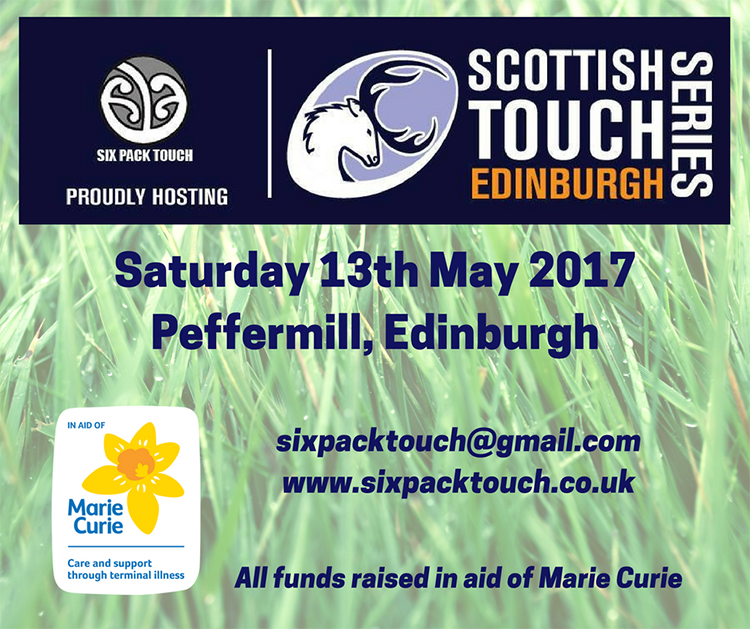 SIX PACK TOUCH
PROUDLY HOSTING
SCOTTISH
TOUCH
EDINBURGH
SERIES
Saturday 13th May 2017
Peffermill, Edinburgh
sixpacktouch@gmail.com
www.sixpacktouch.co.uk
IN AID OF
Marie
Curie
Care and support
through terminal illness
All funds raised in aid of Marie Curie